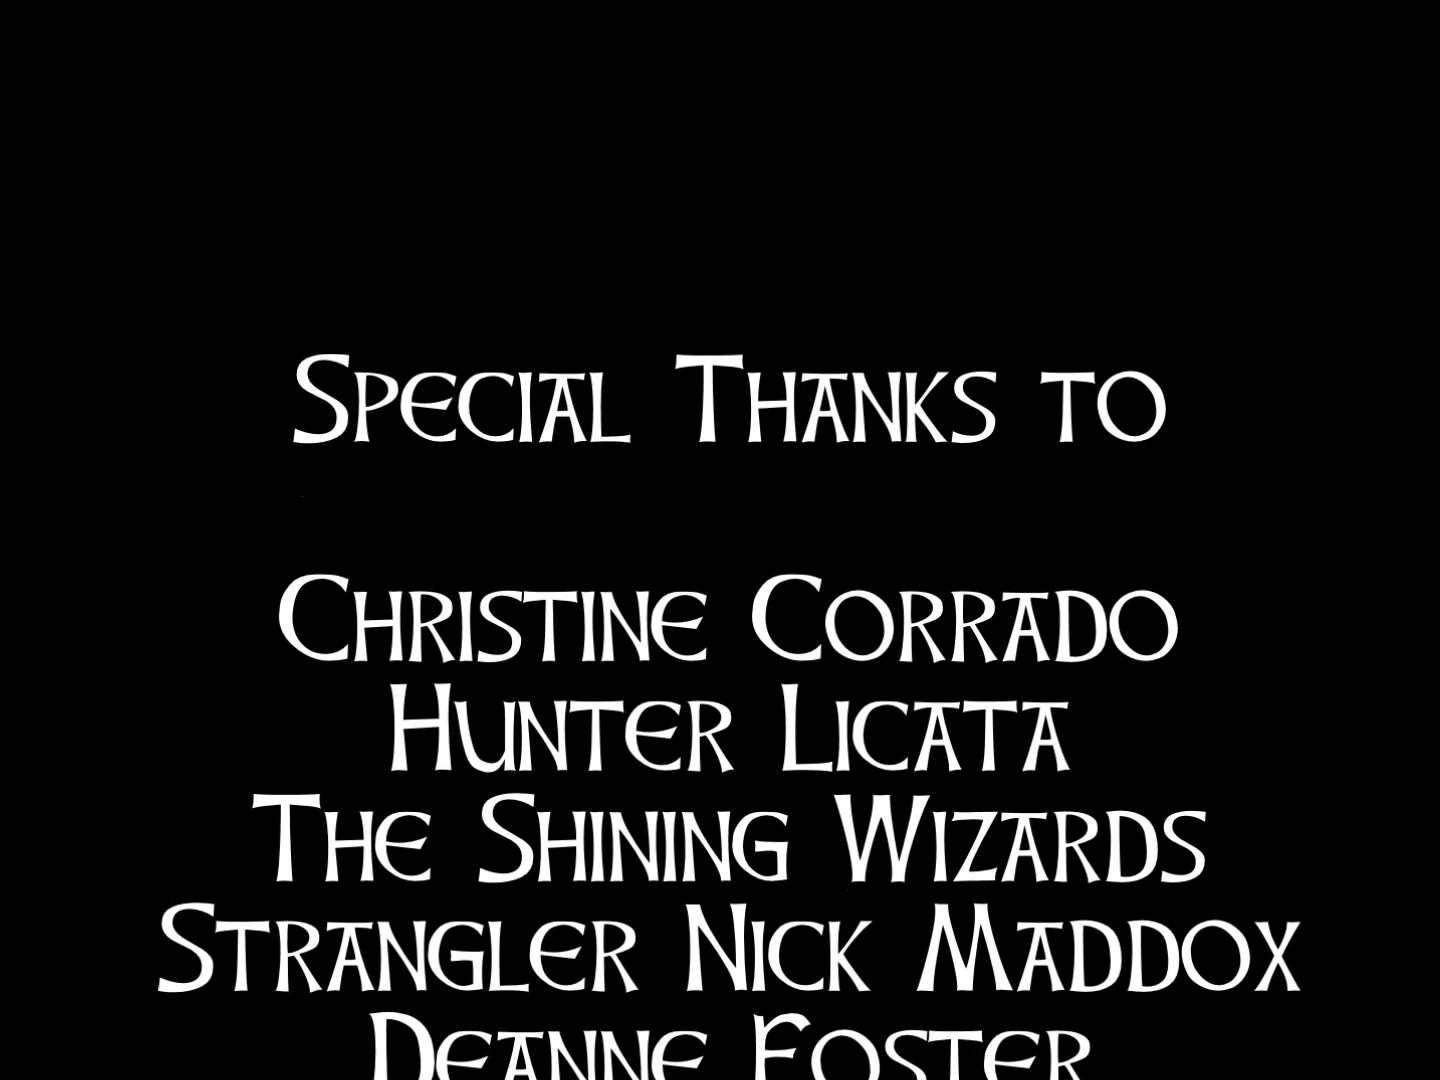 Special Thanks to
Christine Corrado
Hunter Licata
The Shining Wizards
Strangler Nick Maddox
Deanne Foster